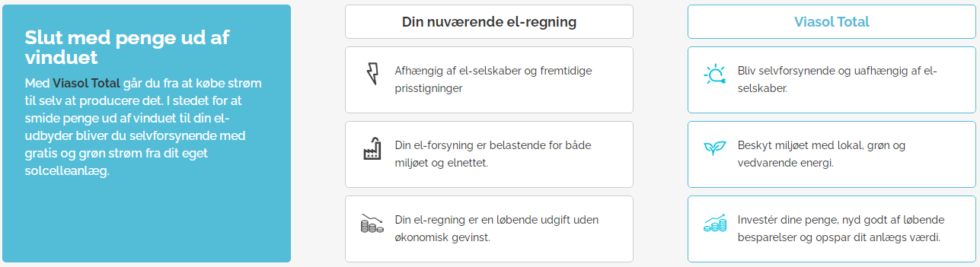 Slut med penge ud af
vinduet
Med Viasol Total går du fra at købe strøm
til selv at producere det. I stedet for at
smide penge ud af vinduet til din el-
udbyder bliver du selvforsynende med
gratis og grøn strøm fra dit eget
solcelleanlæg.
Din nuværende el-regning
Afhængig af el-selskaber og fremtidige
prisstigninger
Din el-forsyning er belastende for både
miljøet og elnettet.
Din el-regning er en løbende udgift uden
økonomisk gevinst.
Viasol Total
Bliv selvforsynende og uafhængig af el-
selskaber.
Beskyt miljøet med lokal, grøn og
vedvarende energi.
Investér dine penge, nyd godt af løbende
besparelser og opspar dit anlægs værdi.